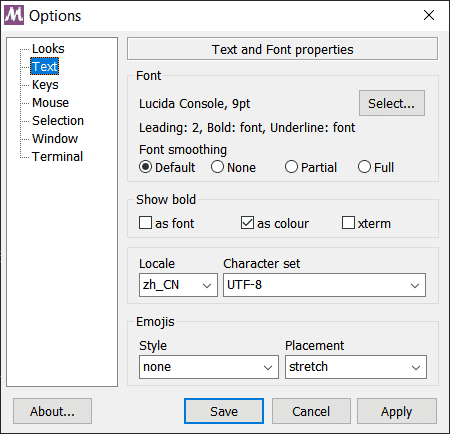 M Options
Looks
Text
Keys
Mouse
Selection
Window
Terminal
Text and Font properties
Font
Lucida Console, 9pt
Select...
Leading: 2, Bold: font, Underline: font
Font smoothing
Default None Partial Full
Show bold
as font as colour xterm
Locale Character set
zh_CN UTF-8
Emojis
Style Placement
none stretch
About... Save Cancel Apply